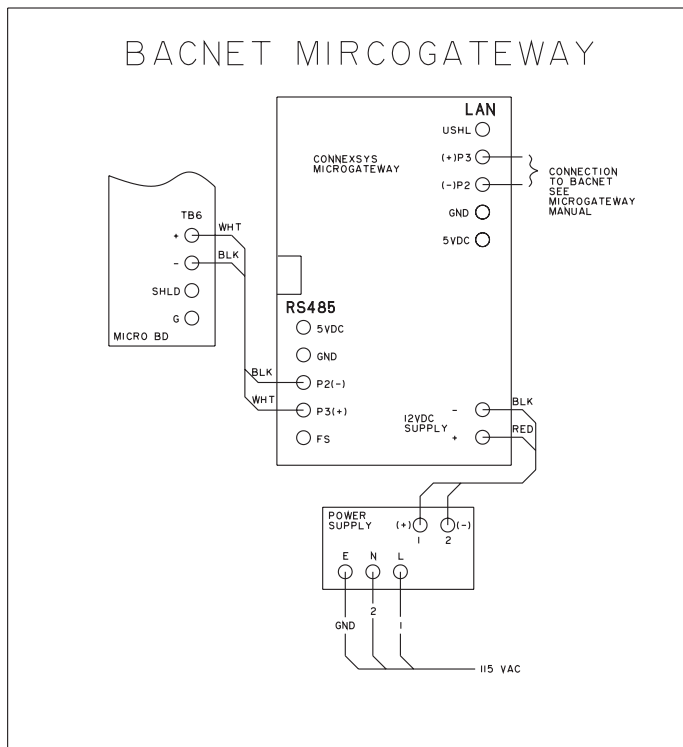 BACNET MIRCOGATEWAY
LAN
USHL
CONNEXSYS
MICROGATEWAY
(+)P3
(-)P2
CONNECTION
TO BACNET
SEE
MICROGATEWAY
MANUAL
GND
5VDC
TB6
+
WHT
-
BLK
SHLD
G
MICRO BD
RS485
5VDC
GND
BLK
P2(-)
WHT
P3(+)
FS
12VDC
SUPPLY
-
BLK
+
RED
POWER
SUPPLY
(+)
1
2
(-)
E
N
L
GND
2
1
115 VAC